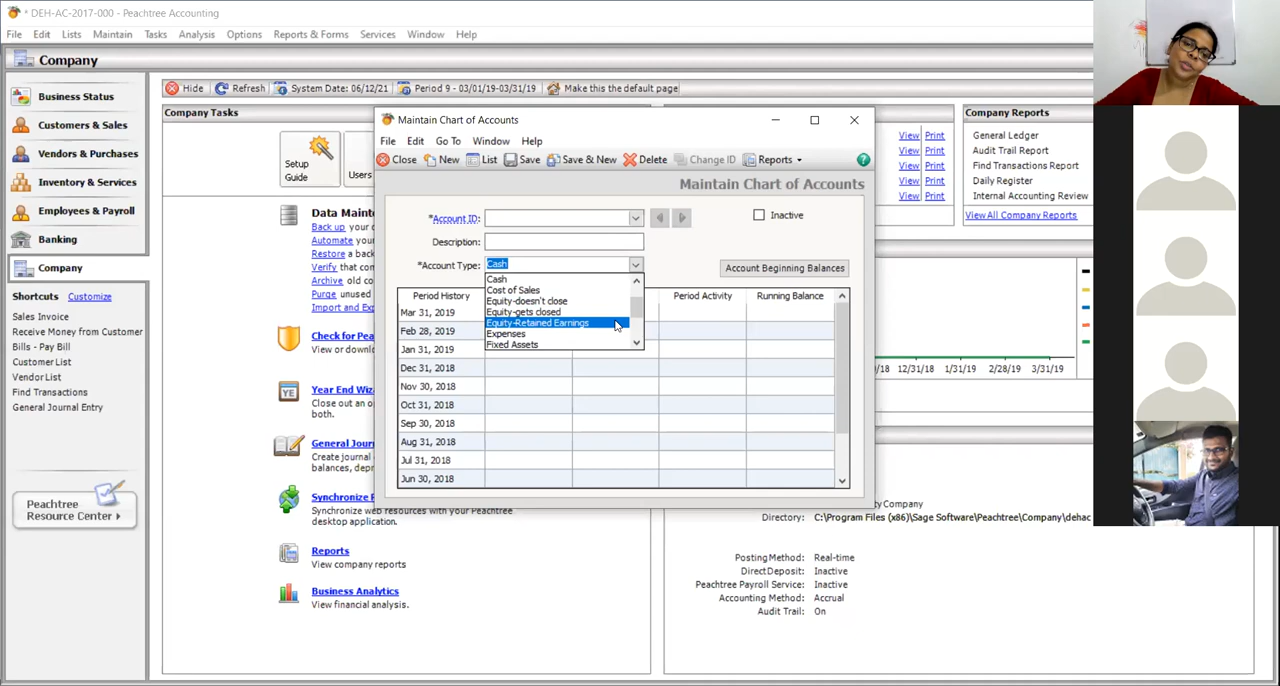 * DEH-AC-2017-000 - Peachtree Accounting
File Edit Lists Maintain Tasks Analysis Options Reports & Forms Services Window Help
Company
Hide Refresh System Date: 06/12/21 Period 9 - 03/01/19-03/31/19 Make this the default page
Business Status
Customers & Sales
Vendors & Purchases
Inventory & Services
Employees & Payroll
Banking
Company
Shortcuts Customize
Sales Invoice
Receive Money from Customer
Bills - Pay Bill
Customer List
Vendor List
Find Transactions
General Journal Entry
Peachtree
Resource Center
Company Tasks
Setup
Guide
Users
Data Mainte
Back up your c
Automate your
Restore a back
Verify that com
Archive old co
Purge unused
Import and Exp
Check for Pea
View or downlo
Year End Wiza
Close out an o
both.
General Jour
Create journal
balances, depr
Synchronize
Synchronize web resources with your Peachtree
desktop application.
Reports
View company reports
Business Analytics
View financial analysis.
Maintain Chart of Accounts
File Edit Go To Window Help
Close New List Save Save & New Delete Change ID Reports
Maintain Chart of Accounts
*Account ID:
Inactive
Description:
*Account Type: Cash
Account Beginning Balances
Cash
Cost of Sales
Equity-doesn't close
Equity-gets closed
Equity-Retained Earnings
Expenses
Fixed Assets
Period History Period Activity Running Balance
Mar 31, 2019
Feb 28, 2019
Jan 31, 2019
Dec 31, 2018
Nov 30, 2018
Oct 31, 2018
Sep 30, 2018
Aug 31, 2018
Jul 31, 2018
Jun 30, 2018
View Print
View Print
View Print
View Print
View Print
Company Reports
General Ledger
Audit Trail Report
Find Transactions Report
Daily Register
Internal Accounting Review
View All Company Reports
/18 12/31/18 1/31/19 2/28/19 3/31/19
ty Company
Directory: C:\Program Files (x86)\Sage Software\Peachtree\Company\dehac
Posting Method: Real-time
Direct Deposit: Inactive
Peachtree Payroll Service: Inactive
Accounting Method: Accrual
Audit Trail: On